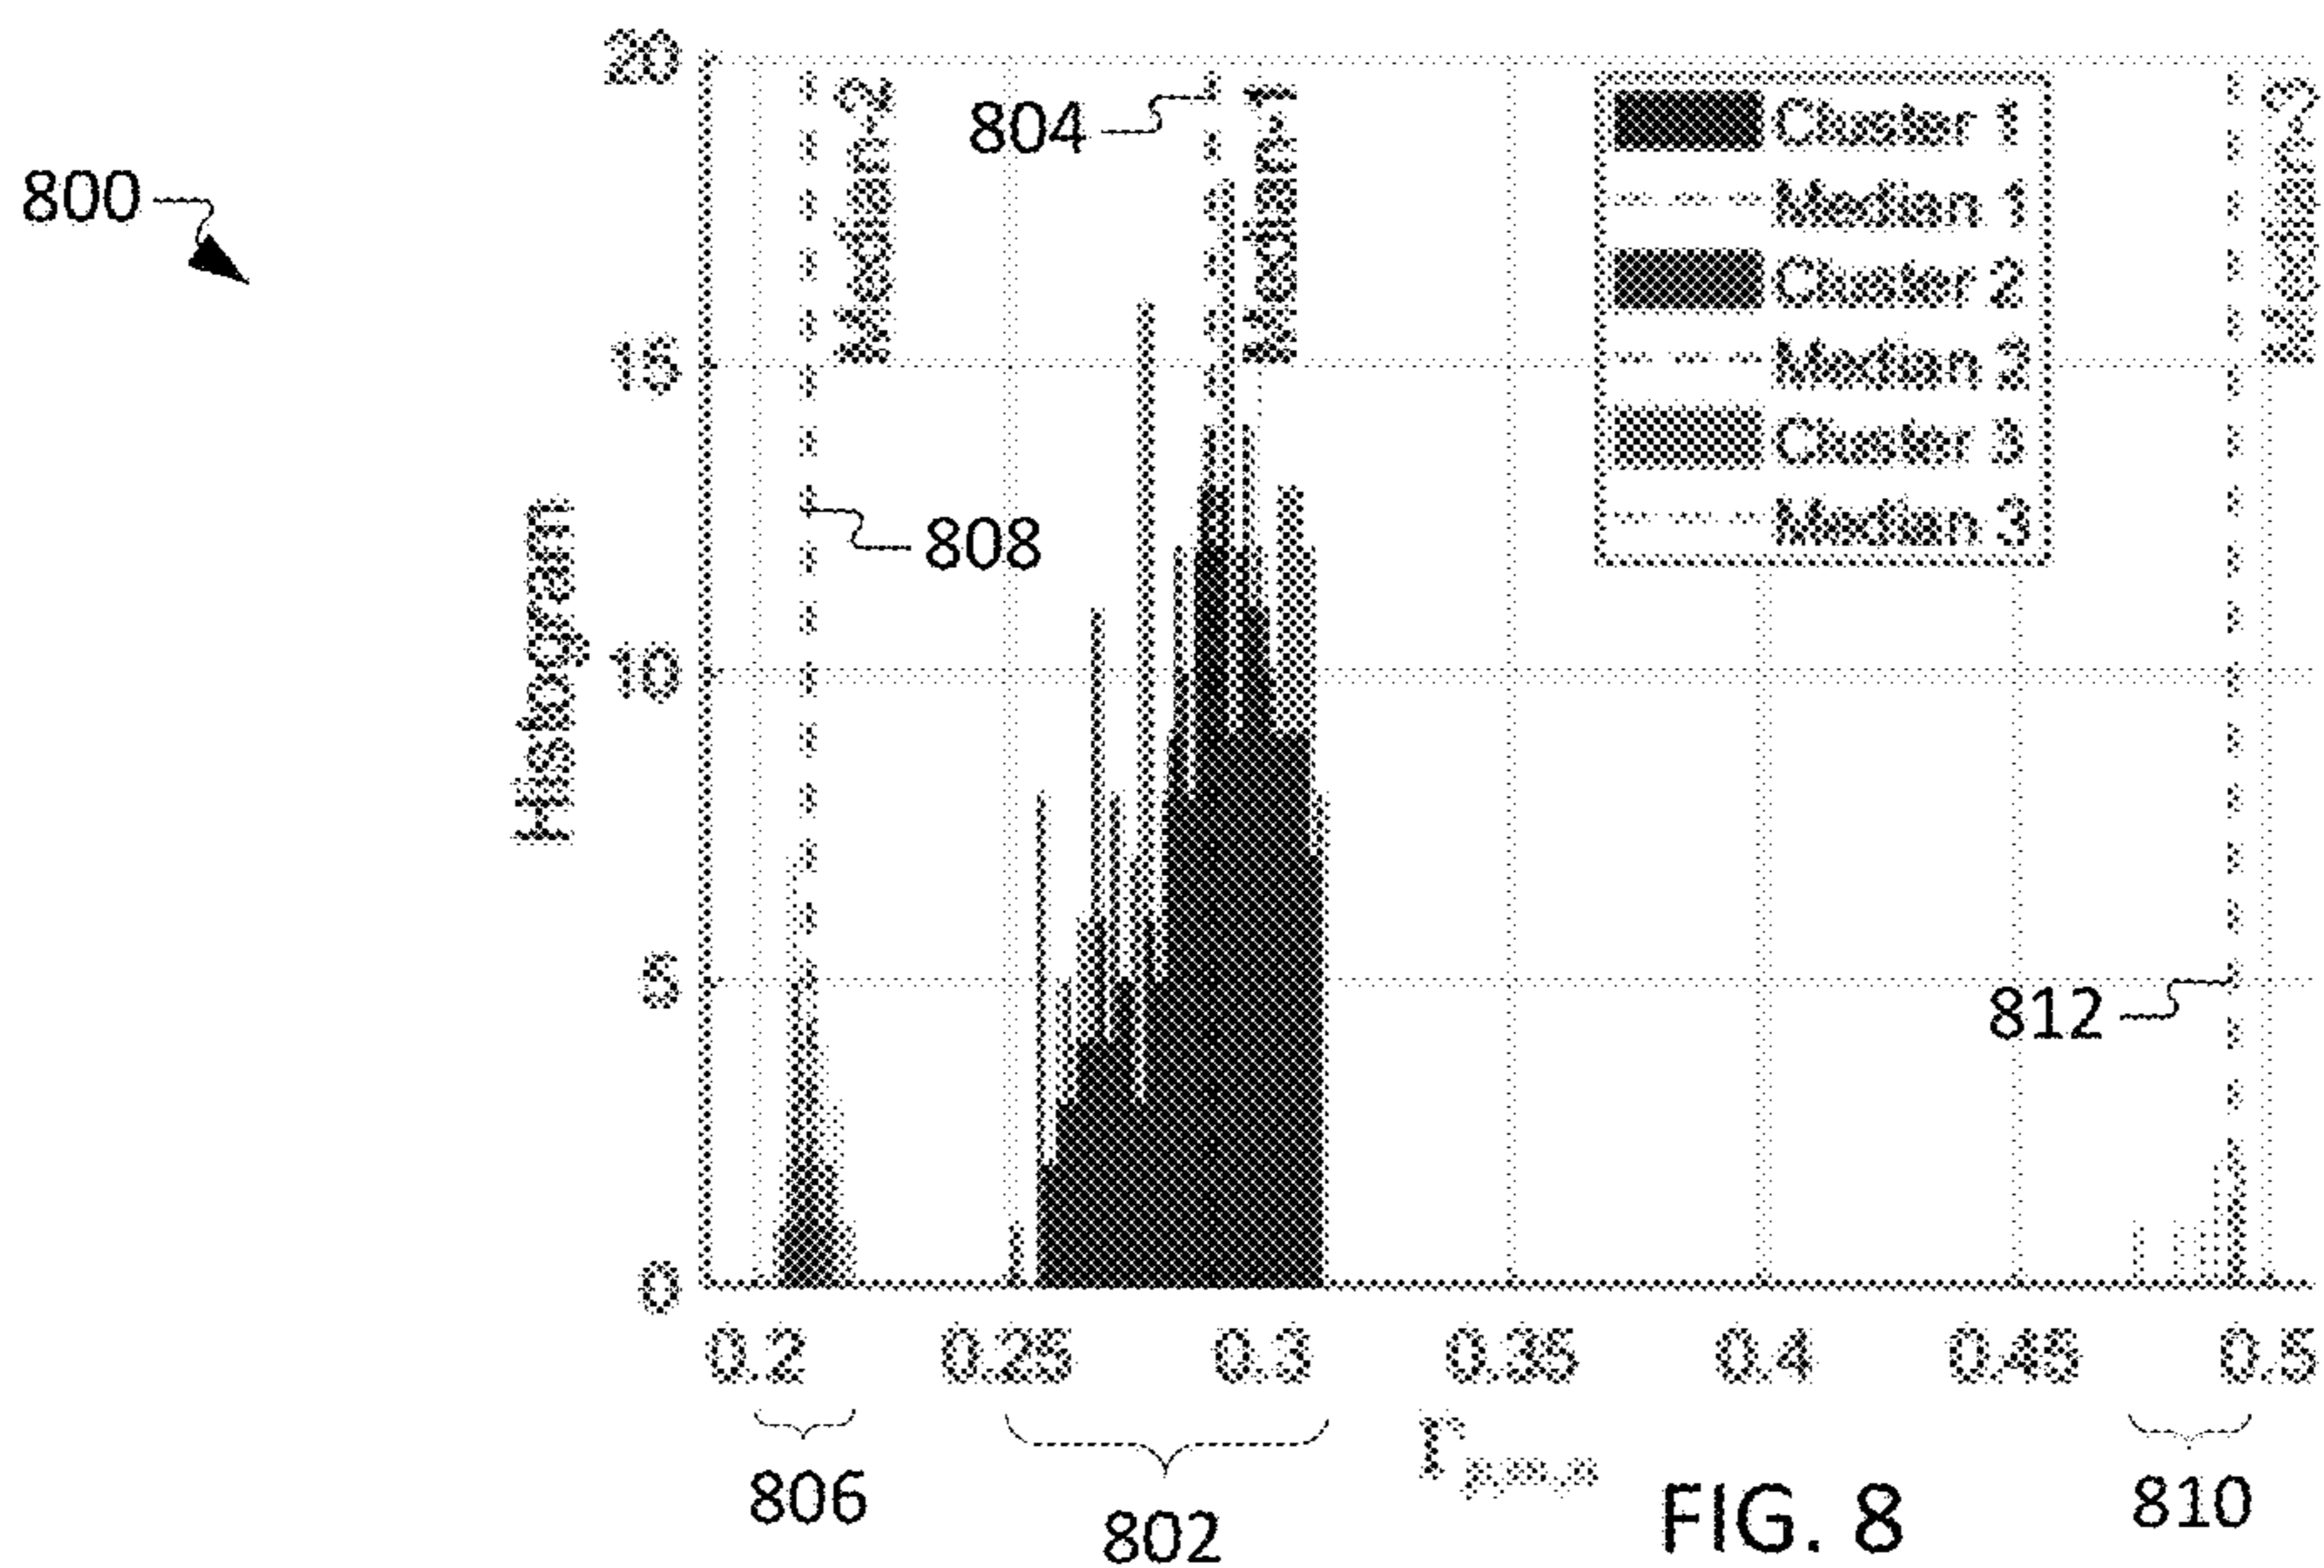 800
Histogram
20
15
10
5
0
Median-2
804
Median-1
808
Cluster 1
Median 1
Cluster 2
Median 2
Cluster 3
Median 3
812
0.2 0.25 0.3 0.35 0.4 0.45 0.5
806
802
810
FIG. 8